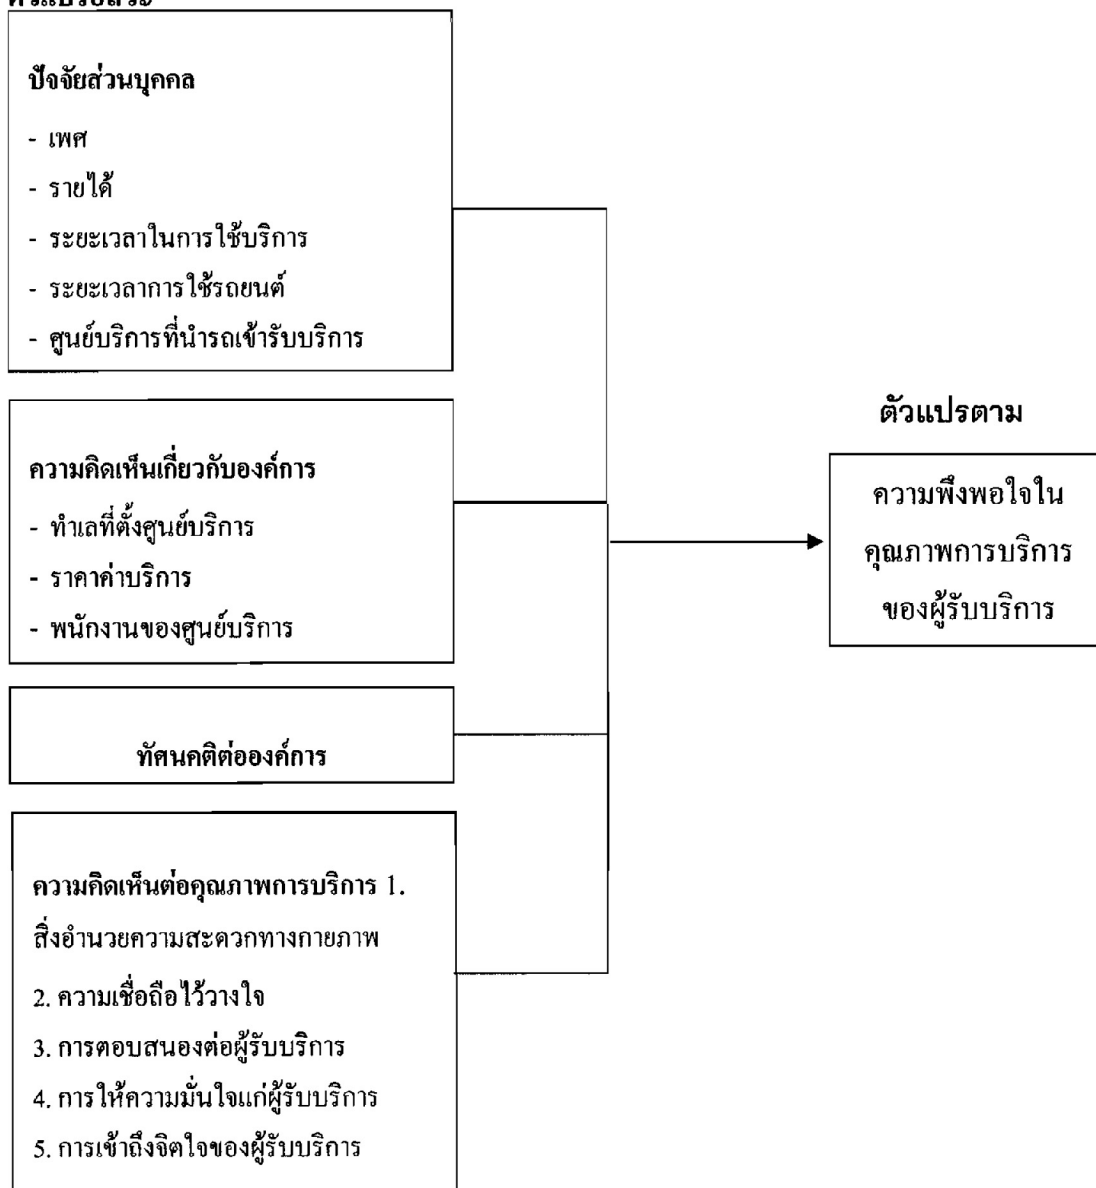 ตัวแปรอิสระ
ปัจจัยส่วนบุคคล
- เพศ
- รายได้
- ระยะเวลาในการใช้บริการ
- ระยะเวลาการใช้รถยนต์
- ศูนย์บริการที่นำรถเข้ารับบริการ
ความคิดเห็นเกี่ยวกับองค์การ
- ทำเลที่ตั้งศูนย์บริการ
- ราคาค่าบริการ
- พนักงานของศูนย์บริการ
ทัศนคติต่อองค์การ
ความคิดเห็นต่อคุณภาพการบริการ 1.
สิ่งอำนวยความสะดวกทางกายภาพ
2. ความเชื่อถือไว้วางใจ
3. การตอบสนองต่อผู้รับบริการ
4. การให้ความมั่นใจแก่ผู้รับบริการ
5. การเข้าถึงจิตใจของผู้รับบริการ
ตัวแปรตาม
ความพึงพอใจใน
คุณภาพการบริการ
ของผู้รับบริการ